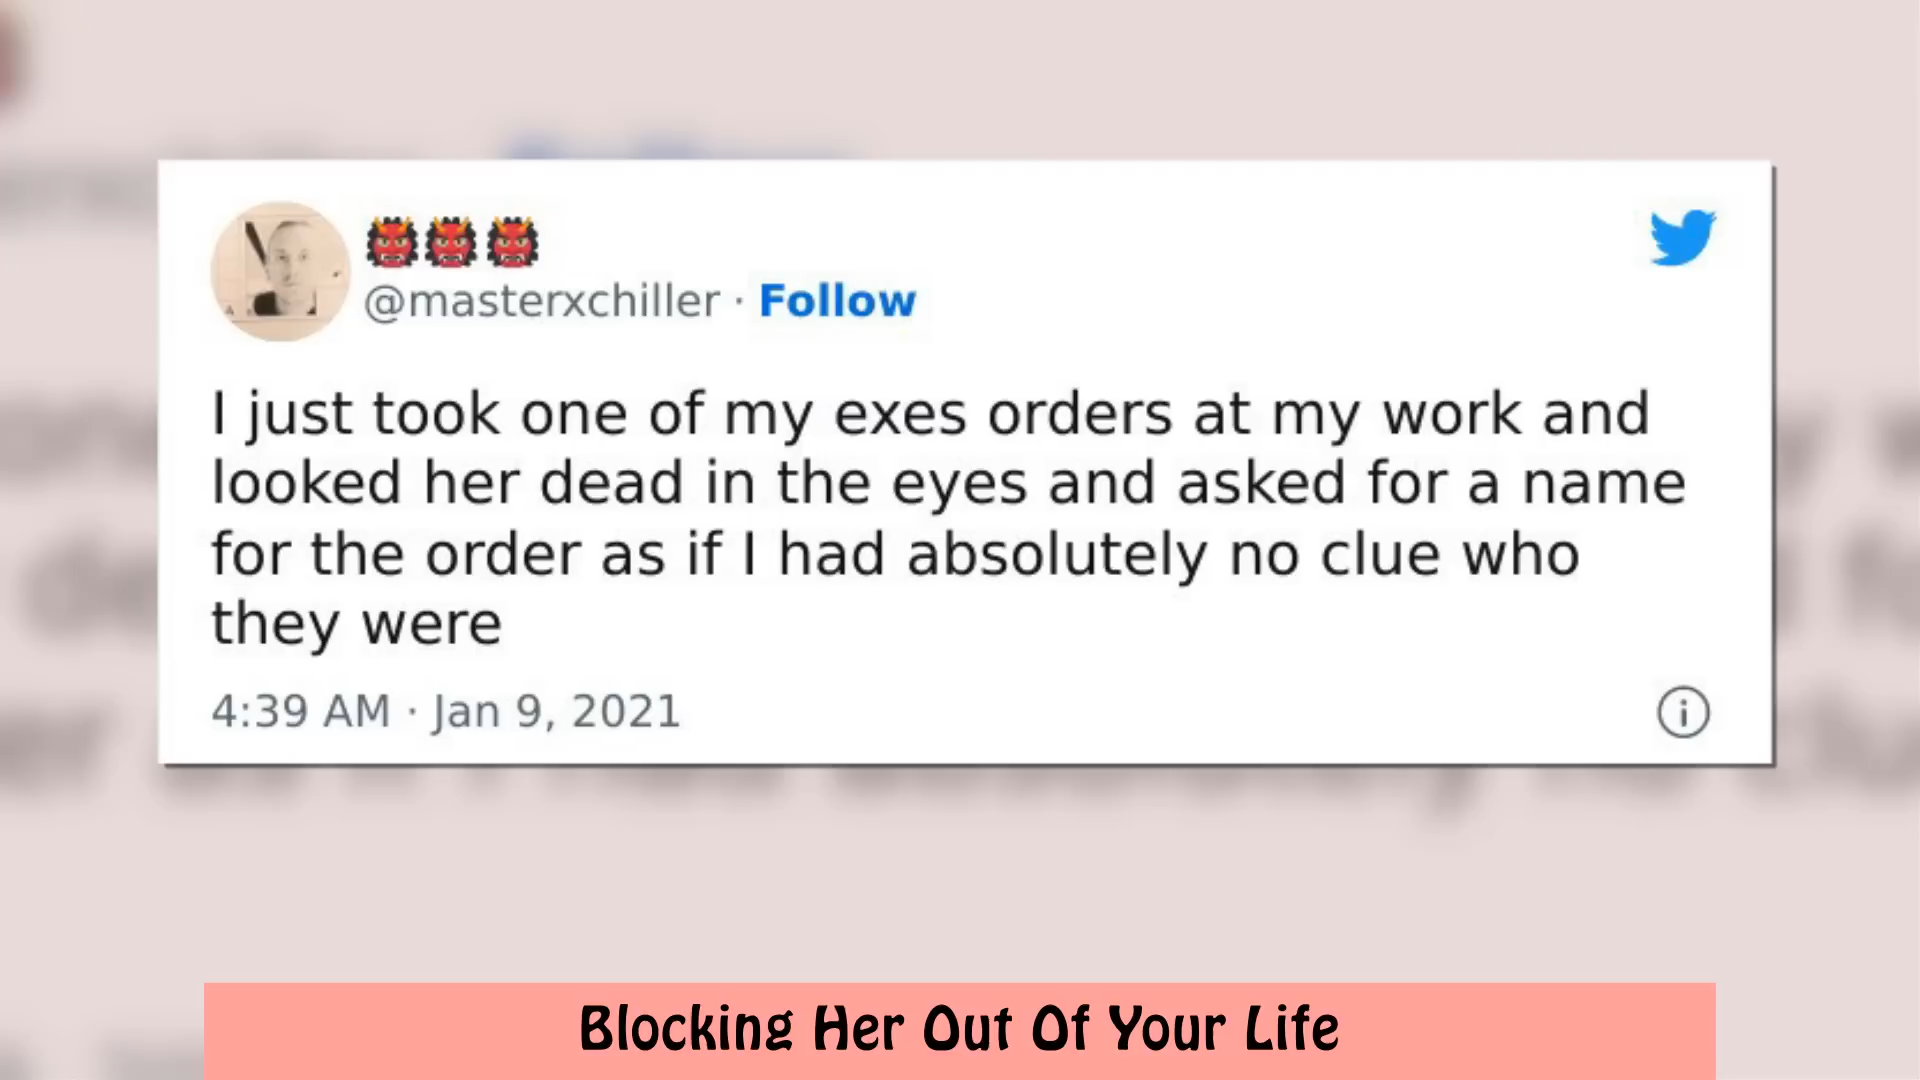 👹👹👹
@masterxchiller · Follow
I just took one of my exes orders at my work and
looked her dead in the eyes and asked for a name
for the order as if I had absolutely no clue who
they were
4:39 AM · Jan 9, 2021
Blocking Her Out Of Your Life